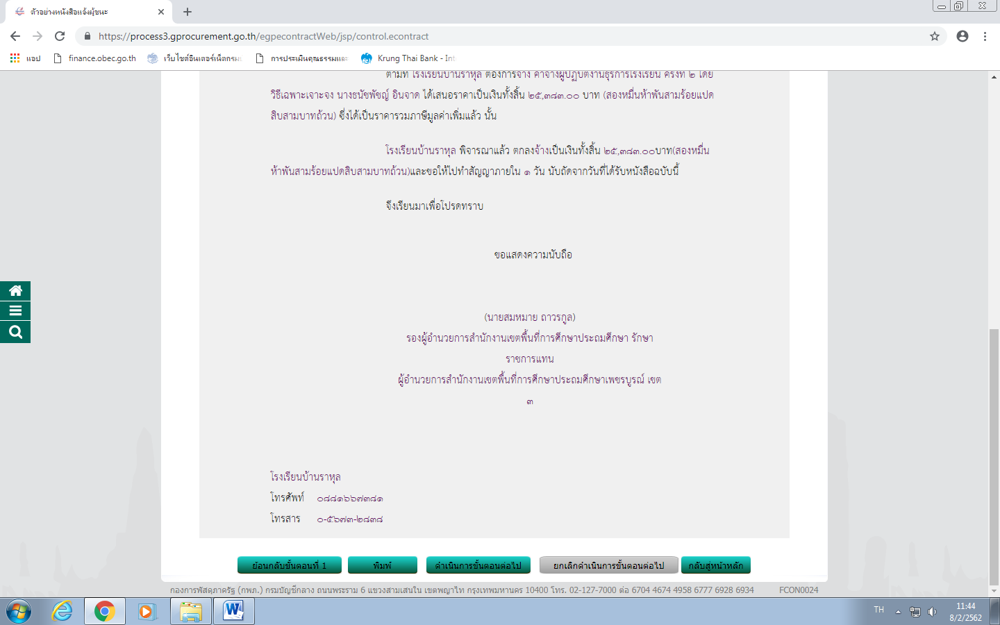 ตัวอย่างหนังสือแจ้งผู้ชนะ
https://process3.gprocurement.go.th/egpecontractWeb/jsp/control.econtract
แอป finance.obec.go.th เว็บไซต์อินเตอร์เน็ตกรม การประเมินคุณธรรมและ Krung Thai Bank - Int
ตามที่ โรงเรียนบ้านราหุล ต้องการจ้าง ค่าจ้างผู้ปฏิบัติงานธุรการโรงเรียน ครั้งที่ ๒ โดย
วิธีเฉพาะเจาะจง นางธนัชพัชญ์ อินจาด ได้เสนอราคาเป็นเงินทั้งสิ้น ๒๕,๓๘๓.๐๐ บาท (สองหมื่นห้าพันสามร้อยแปด
สิบสามบาทถ้วน) ซึ่งได้เป็นราคารวมภาษีมูลค่าเพิ่มแล้ว นั้น
โรงเรียนบ้านราหุล พิจารณาแล้ว ตกลงจ้างเป็นเงินทั้งสิ้น ๒๕,๓๘๓.๐๐บาท(สองหมื่น
ห้าพันสามร้อยแปดสิบสามบาทถ้วน)และขอให้ไปทำสัญญาภายใน ๑ วัน นับถัดจากวันที่ได้รับหนังสือฉบับนี้
จึงเรียนมาเพื่อโปรดทราบ
ขอแสดงความนับถือ
(นายสมหมาย ถาวรกูล)
รองผู้อำนวยการสำนักงานเขตพื้นที่การศึกษาประถมศึกษา รักษา
ราชการแทน
ผู้อำนวยการสำนักงานเขตพื้นที่การศึกษาประถมศึกษาเพชรบูรณ์ เขต
๓
โรงเรียนบ้านราหุล
โทรศัพท์ ๐๘๘๑๖๖๗๓๘๑
โทรสาร ๐-๕๖๗๓-๒๘๓๘
ย้อนกลับขั้นตอนที่ 1 พิมพ์ ดำเนินการขั้นตอนต่อไป ยกเลิกดำเนินการขั้นตอนต่อไป กลับสู่หน้าหลัก
กองการพัสดุภาครัฐ (กพภ.) กรมบัญชีกลาง ถนนพระราม 6 แขวงสามเสนใน เขตพญาไท กรุงเทพมหานคร 10400 โทร. 02-127-7000 ต่อ 6704 4674 4958 6777 6928 6934 FCON0024
TH 11:44
8/2/2562